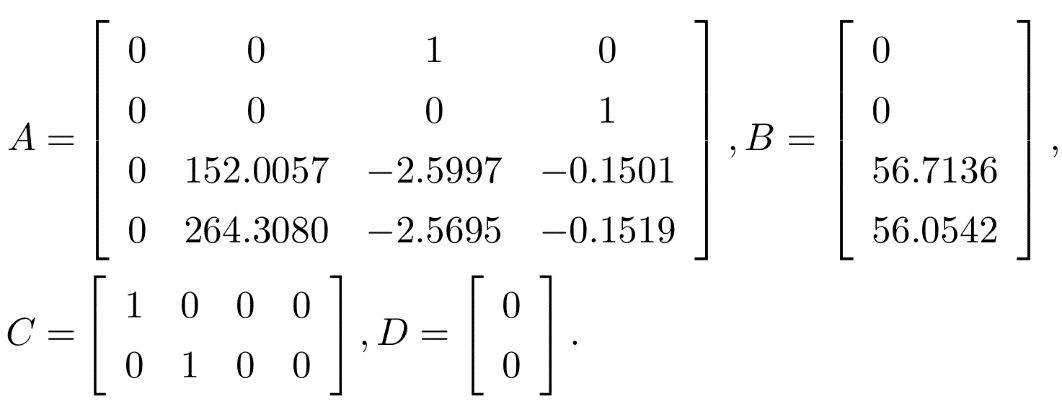 A = [ 0 0 1 0 ; 0 0 0 1 ; 0 152.0057 −2.5997 −0.1501 ; 0 264.3080 −2.5695 −0.1519 ] , B = [ 0 ; 0 ; 56.7136 ; 56.0542 ] ,
C = [ 1 0 0 0 ; 0 1 0 0 ] , D = [ 0 ; 0 ] .